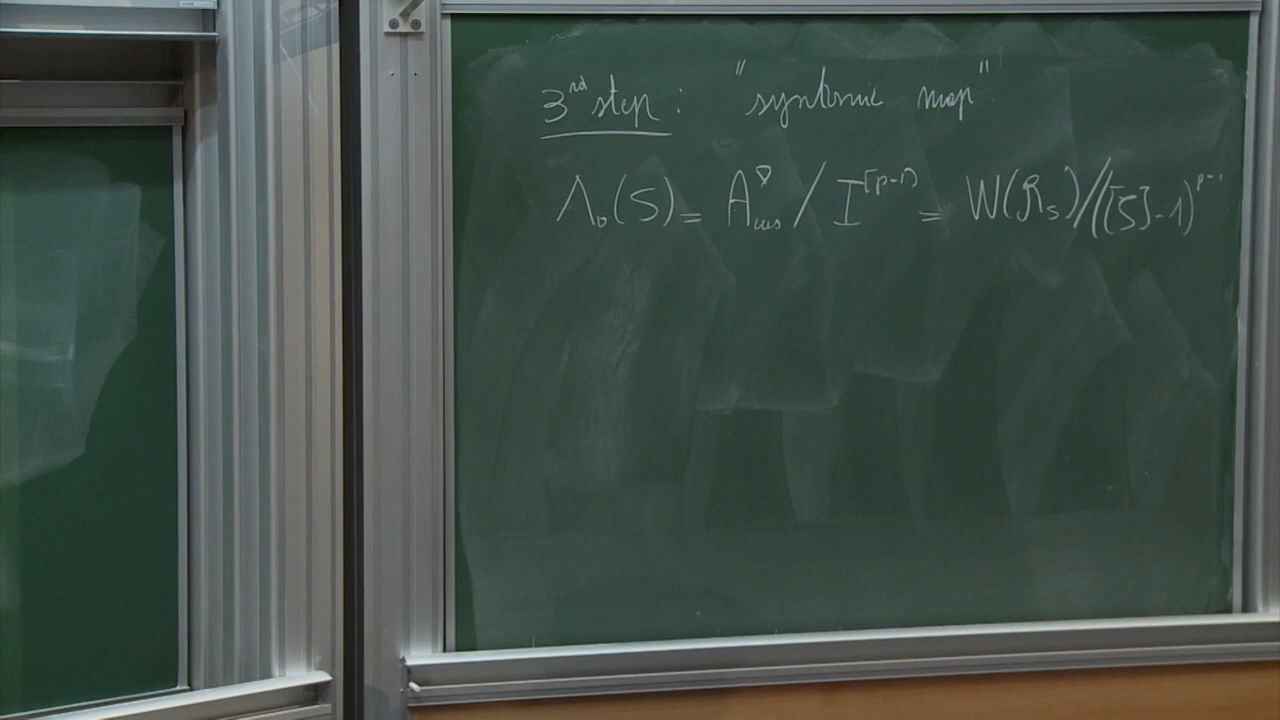 3rd step : "syntomic map"
Λ₀(S) = A^∇_cris / I^[p-1] = W(R_S)/([ζ]-1)^{p-1}